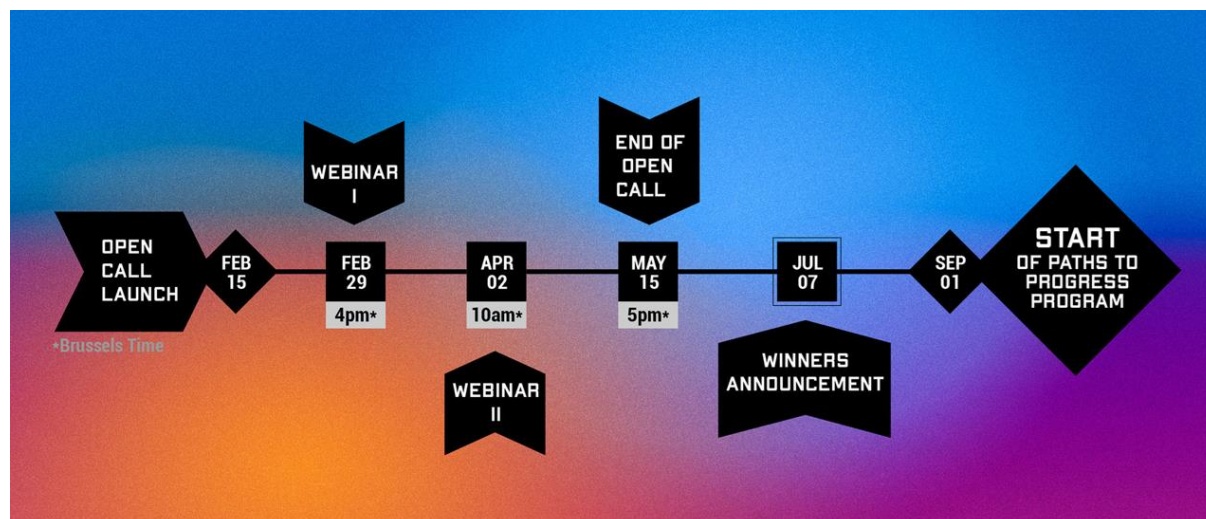 OPEN
CALL
LAUNCH
*Brussels Time
FEB
15
WEBINAR
I
FEB
29
4pm*
APR
02
10am*
WEBINAR
II
END OF
OPEN
CALL
MAY
15
5pm*
JUL
07
WINNERS
ANNOUNCEMENT
SEP
01
START
OF PATHS TO
PROGRESS
PROGRAM